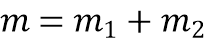 m = m₁ + m₂